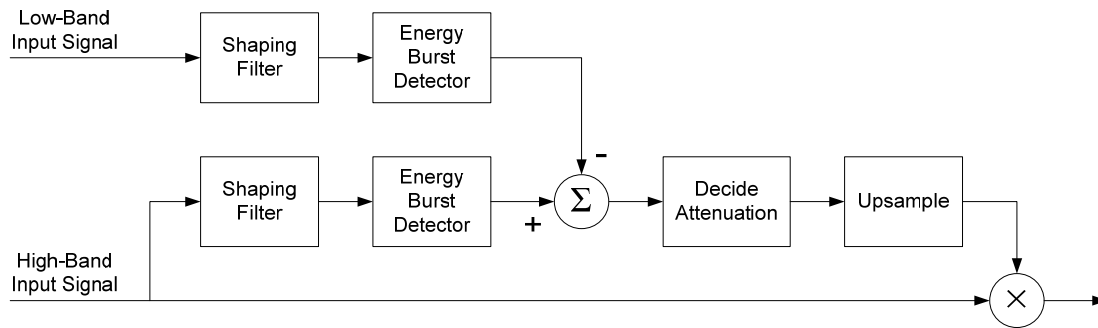 Low-Band
Input Signal
Shaping
Filter
Energy
Burst
Detector
-
Shaping
Filter
Energy
Burst
Detector
+
Σ
Decide
Attenuation
Upsample
High-Band
Input Signal
×